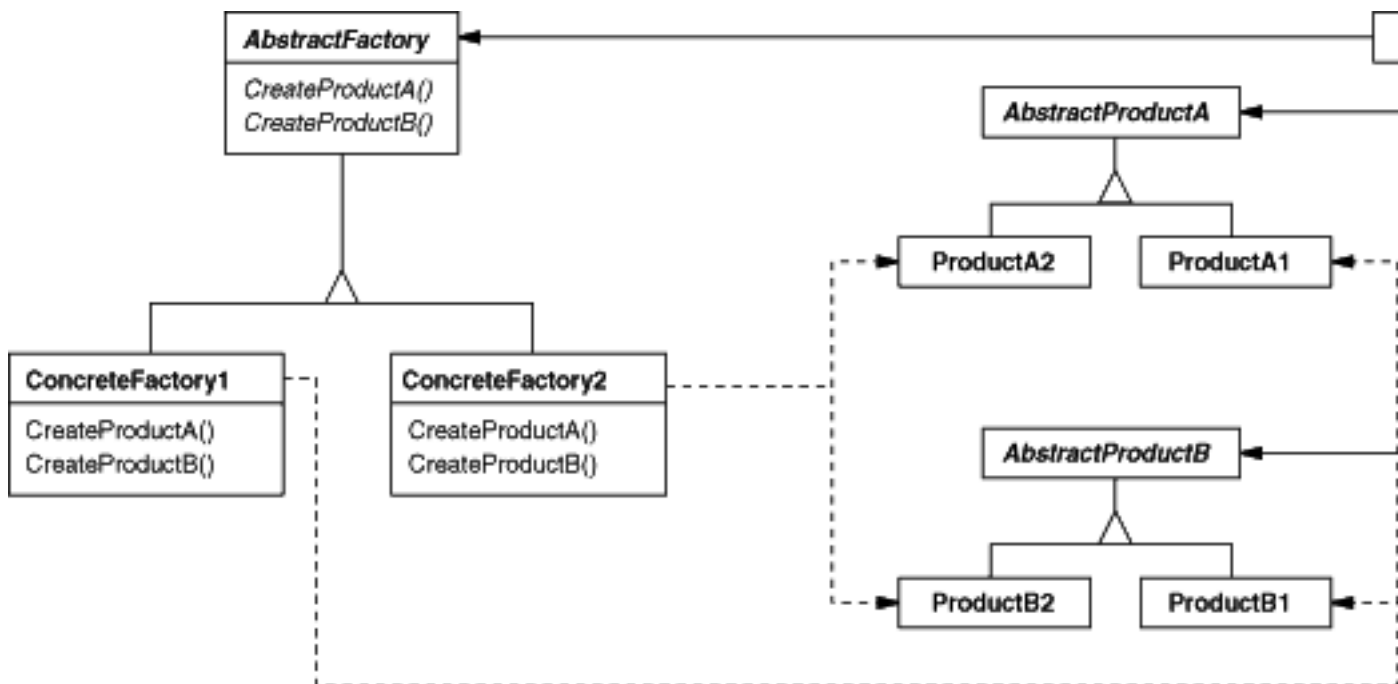 AbstractFactory
CreateProductA()
CreateProductB()
AbstractProductA
ProductA2
ProductA1
ConcreteFactory1
CreateProductA()
CreateProductB()
ConcreteFactory2
CreateProductA()
CreateProductB()
AbstractProductB
ProductB2
ProductB1